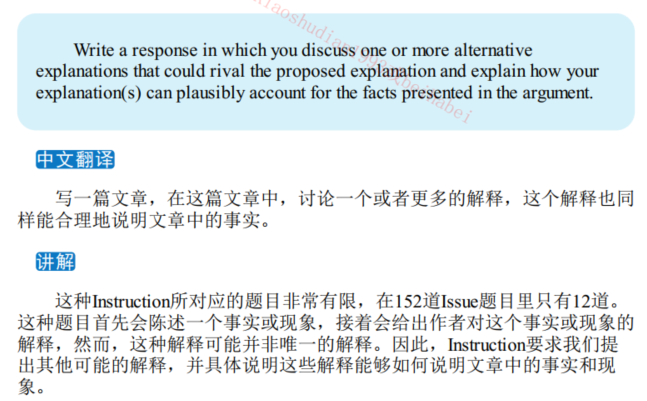 Write a response in which you discuss one or more alternative
explanations that could rival the proposed explanation and explain how your
explanation(s) can plausibly account for the facts presented in the argument.
中文翻译
写一篇文章，在这篇文章中，讨论一个或者更多的解释，这个解释也同
样能合理地说明文章中的事实。
讲解
这种Instruction所对应的题目非常有限，在152道Issue题目里只有12道。
这种题目首先会陈述一个事实或现象，接着会给出作者对这个事实或现象的
解释，然而，这种解释可能并非唯一的解释。因此，Instruction要求我们提
出其他可能的解释，并具体说明这些解释能够如何说明文章中的事实和现
象。